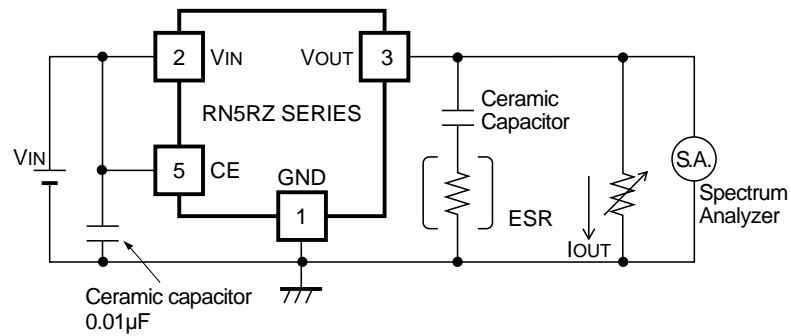 2
VIN
VOUT
3
RN5RZ SERIES
Ceramic
Capacitor
VIN
5
CE
GND
1
ESR
IOUT
S.A.
Spectrum
Analyzer
Ceramic capacitor
0.01μF